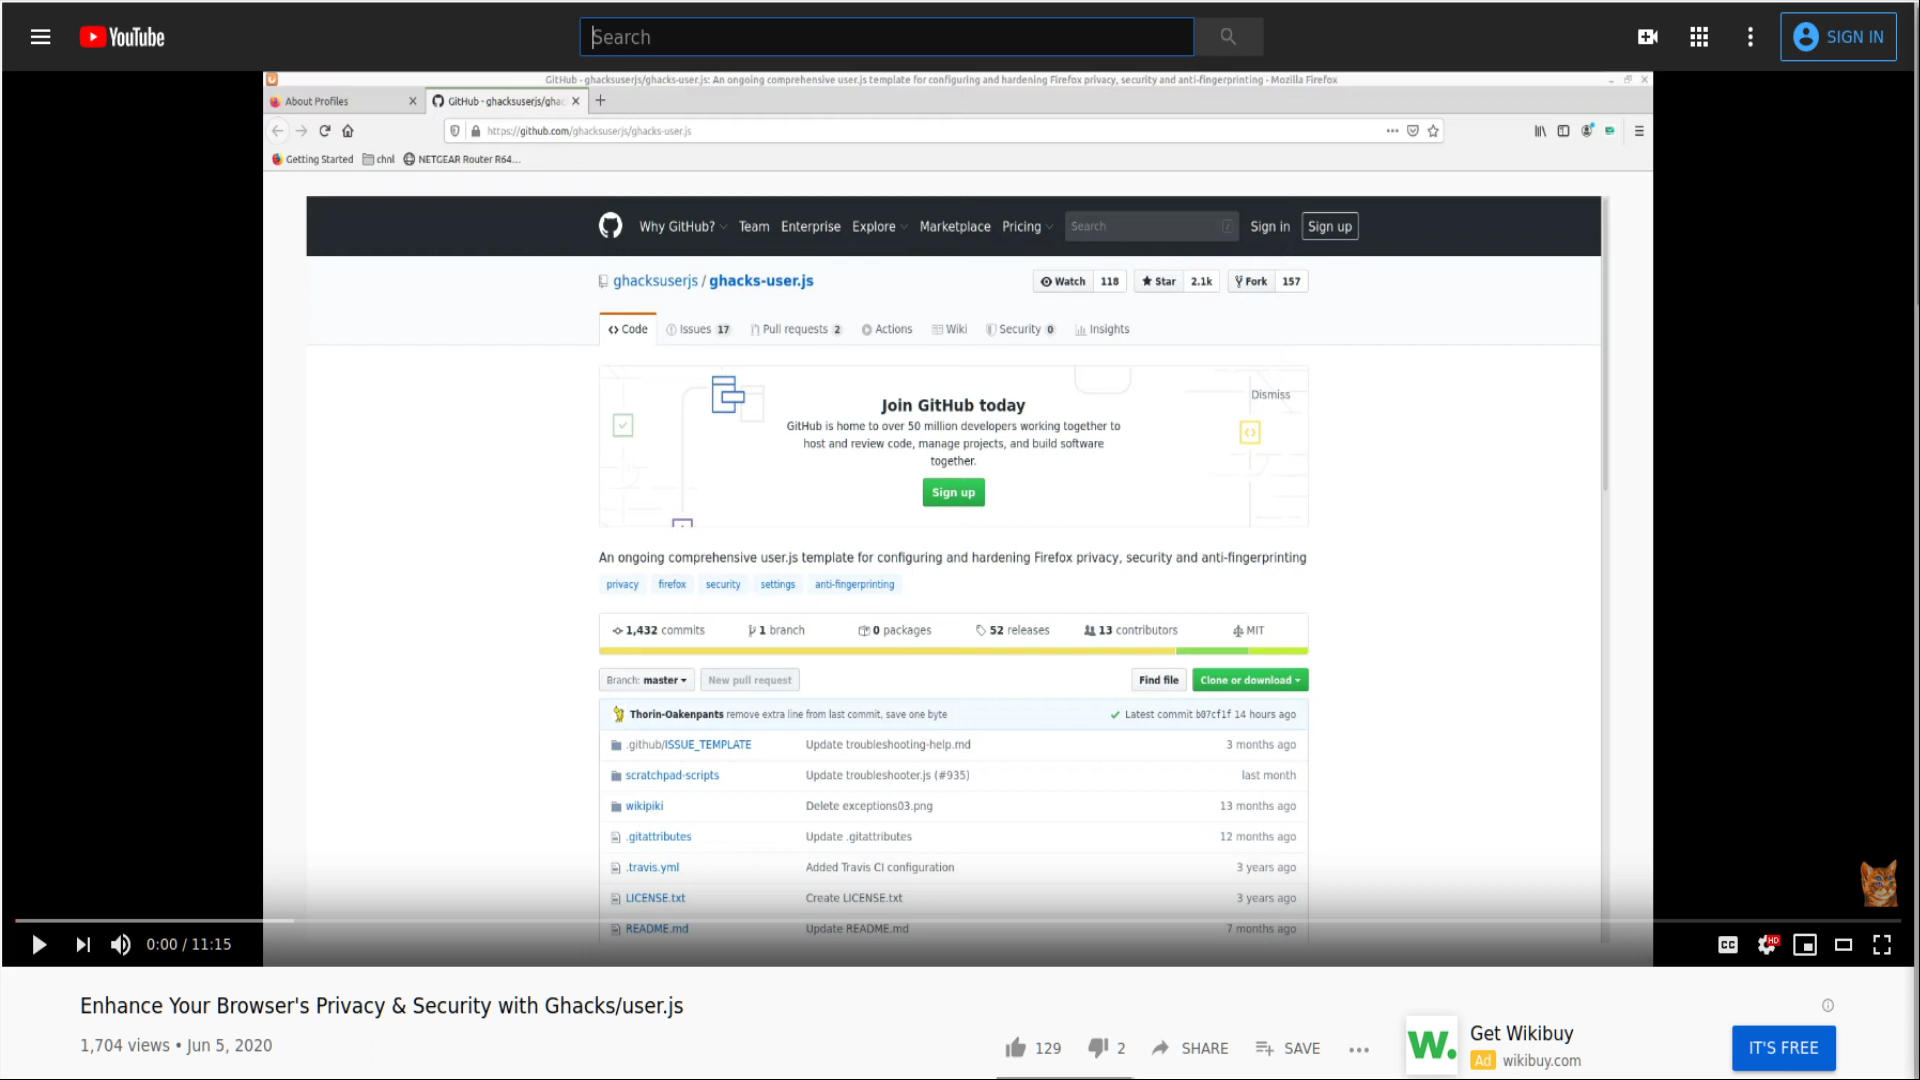 YouTube
Search
SIGN IN
GitHub - ghacksuserjs/ghacks-user.js: An ongoing comprehensive user.js template for configuring and hardening Firefox privacy, security and anti-fingerprinting - Mozilla Firefox
About Profiles
GitHub - ghacksuserjs/ghac
https://github.com/ghacksuserjs/ghacks-user.js
Getting Started chnl NETGEAR Router R64...
Why GitHub? Team Enterprise Explore Marketplace Pricing Search / Sign in Sign up
ghacksuserjs / ghacks-user.js
Watch 118 Star 2.1k Fork 157
Code Issues 17 Pull requests 2 Actions Wiki Security 0 Insights
Dismiss
Join GitHub today
GitHub is home to over 50 million developers working together to
host and review code, manage projects, and build software
together.
Sign up
An ongoing comprehensive user.js template for configuring and hardening Firefox privacy, security and anti-fingerprinting
privacy firefox security settings anti-fingerprinting
1,432 commits 1 branch 0 packages 52 releases 13 contributors MIT
Branch: master New pull request Find file Clone or download
Thorin-Oakenpants remove extra line from last commit, save one byte Latest commit b07cf1f 14 hours ago
.github/ISSUE_TEMPLATE Update troubleshooting-help.md 3 months ago
scratchpad-scripts Update troubleshooter.js (#935) last month
wikipiki Delete exceptions03.png 13 months ago
.gitattributes Update .gitattributes 12 months ago
.travis.yml Added Travis CI configuration 3 years ago
LICENSE.txt Create LICENSE.txt 3 years ago
README.md Update README.md 7 months ago
0:00 / 11:15
CC HD
Enhance Your Browser's Privacy & Security with Ghacks/user.js
1,704 views • Jun 5, 2020
129 2 SHARE SAVE
W.
Get Wikibuy
Ad wikibuy.com
IT'S FREE